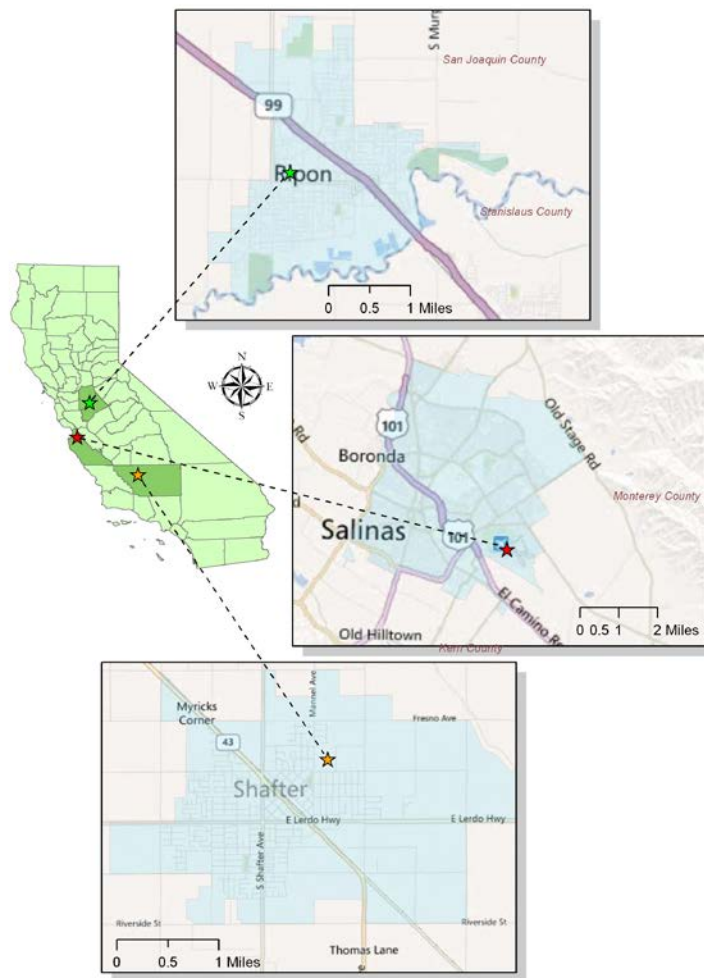 S Mur
San Joaquin County
99
Ripon
Stanislaus County
0 0.5 1 Miles
N
W E
S
101
Boronda
Old Stage Rd
Rd
Monterey County
d
Salinas
101
El Camino Re
Old Hilltown
0 0.5 1 2 Miles
Kern County
Myricks
Corner
Mannel Ave
Fresno Ave
43
Shafter
E Lerdo Hwy
E Lerdo Hwy
S Shafter Ave
Riverside St
Riverside St
Thomas Lane
0 0.5 1 Miles
e